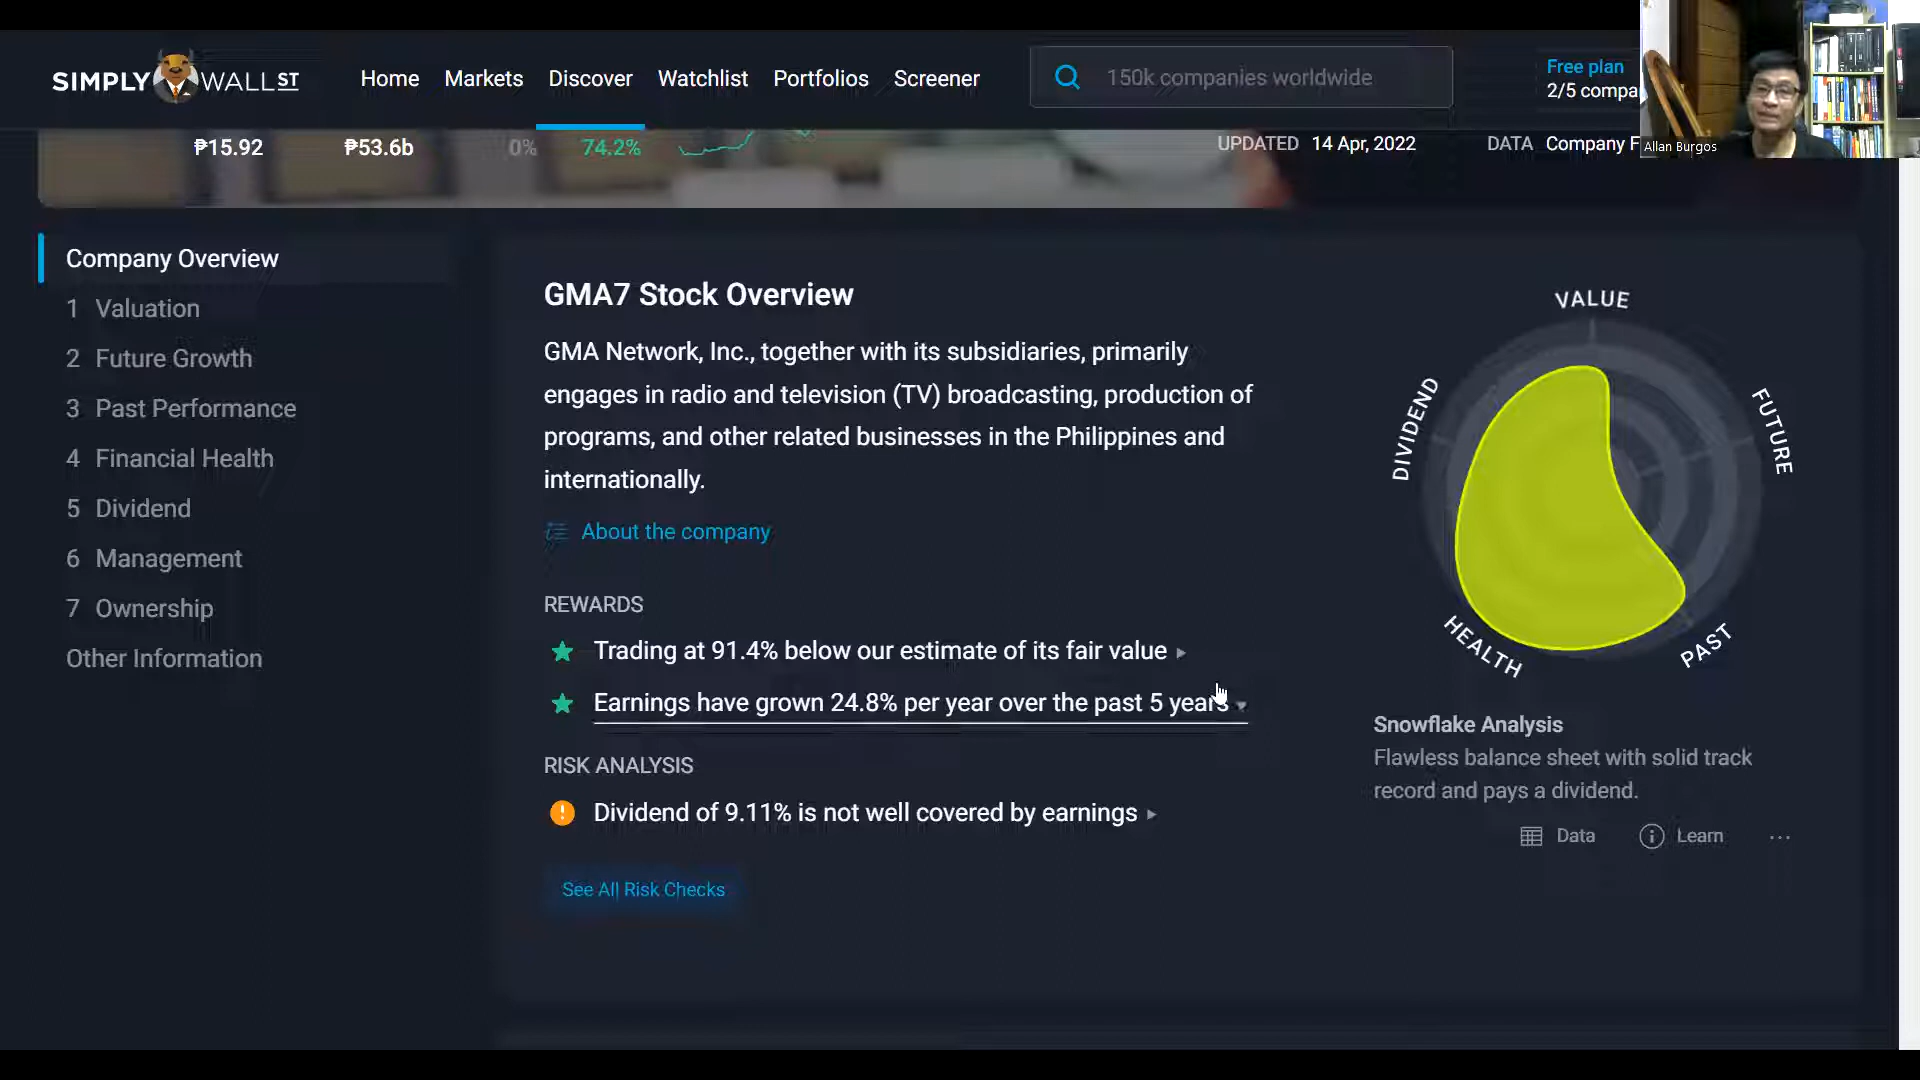 SIMPLY WALL ST
Home Markets Discover Watchlist Portfolios Screener
150k companies worldwide
Free plan
2/5 compa
Allan Burgos
₱15.92 ₱53.6b 0% 74.2%
UPDATED 14 Apr, 2022 DATA Company F
Company Overview
1 Valuation
2 Future Growth
3 Past Performance
4 Financial Health
5 Dividend
6 Management
7 Ownership
Other Information
GMA7 Stock Overview
GMA Network, Inc., together with its subsidiaries, primarily
engages in radio and television (TV) broadcasting, production of
programs, and other related businesses in the Philippines and
internationally.
About the company
REWARDS
Trading at 91.4% below our estimate of its fair value
Earnings have grown 24.8% per year over the past 5 years
RISK ANALYSIS
Dividend of 9.11% is not well covered by earnings
See All Risk Checks
VALUE
FUTURE
PAST
HEALTH
DIVIDEND
Snowflake Analysis
Flawless balance sheet with solid track
record and pays a dividend.
Data Learn ...